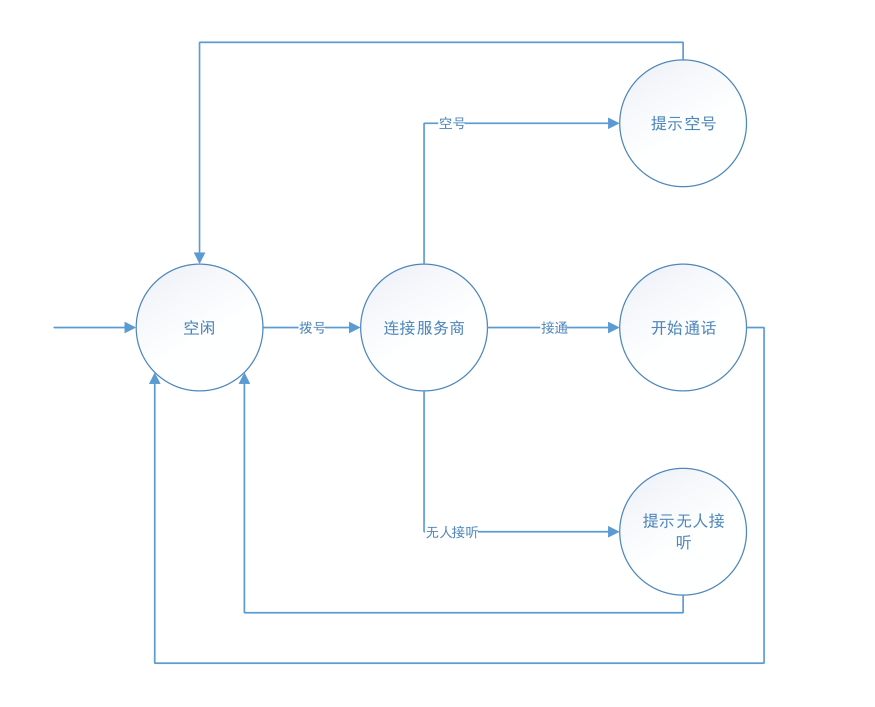 提示空号
空号
空闲
拨号
连接服务商
接通
开始通话
无人接听
提示无人接
听